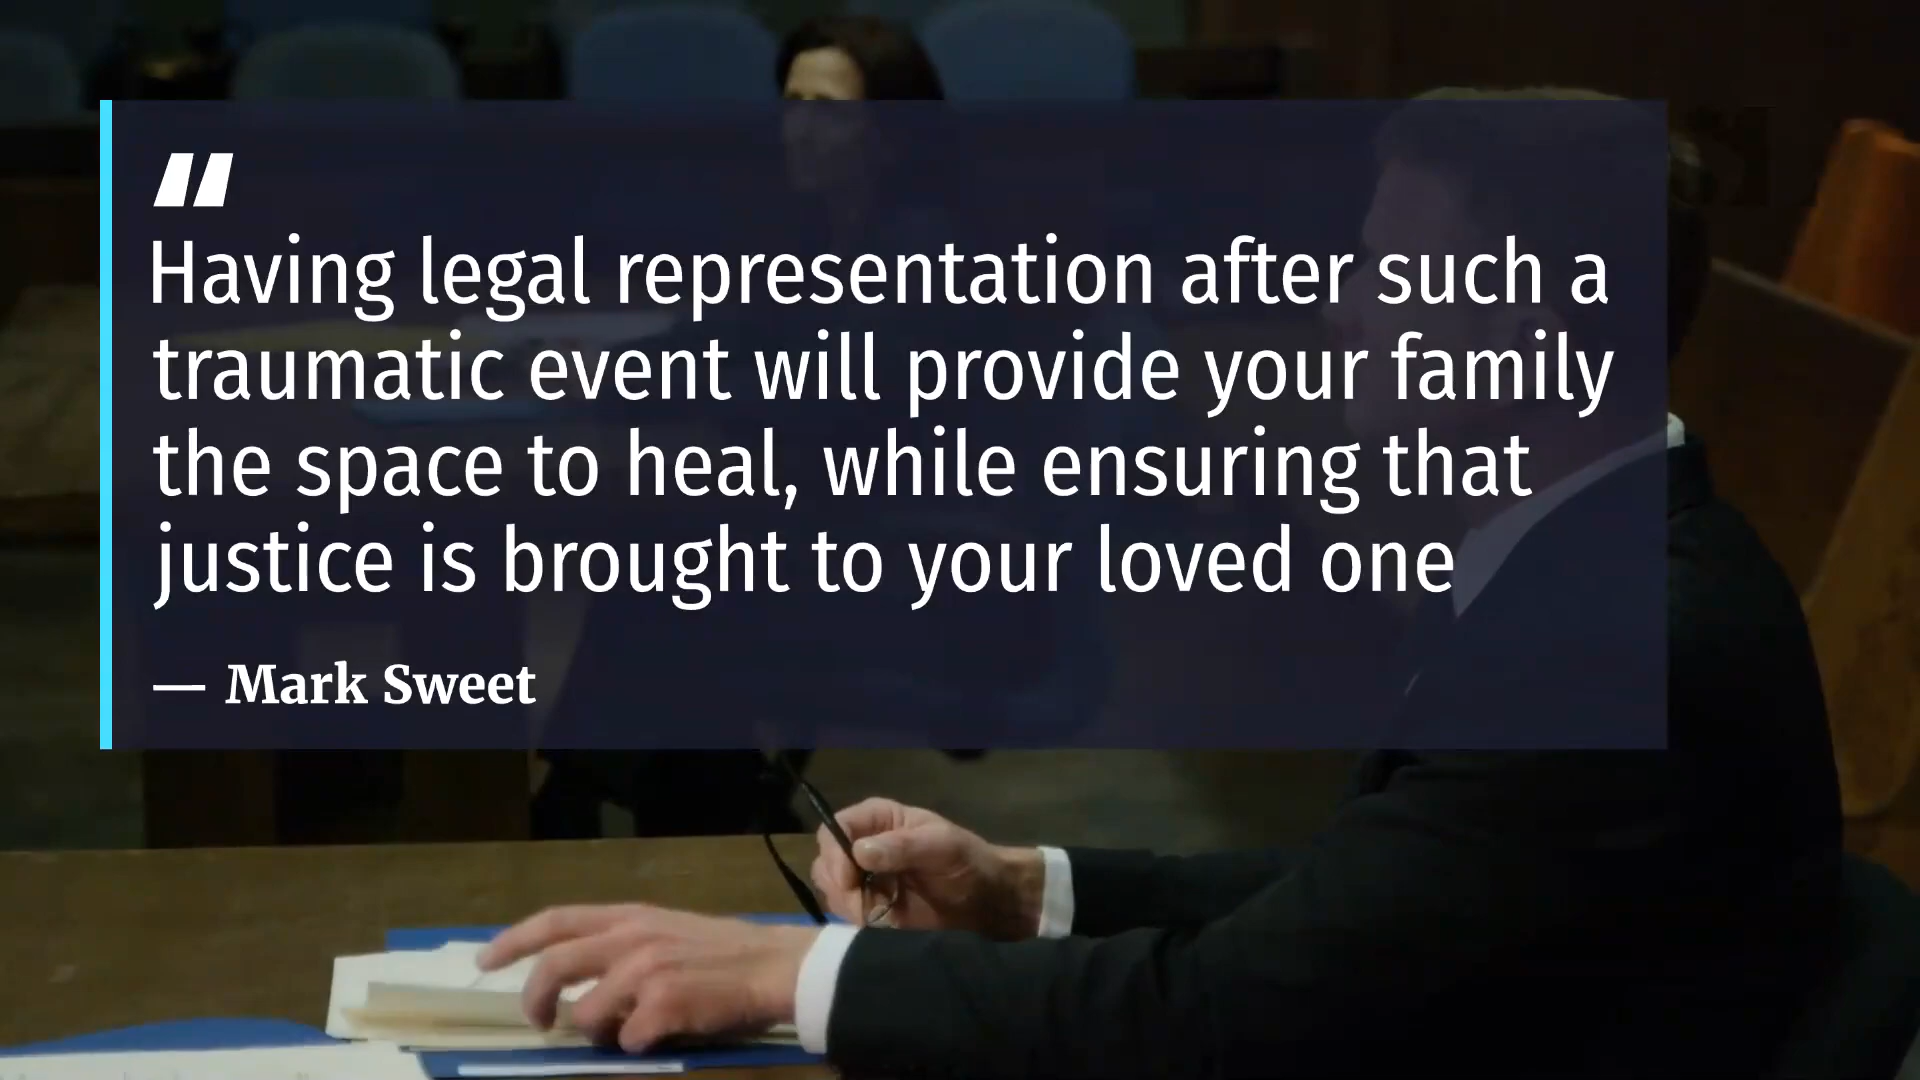 “
Having legal representation after such a
traumatic event will provide your family
the space to heal, while ensuring that
justice is brought to your loved one
— Mark Sweet